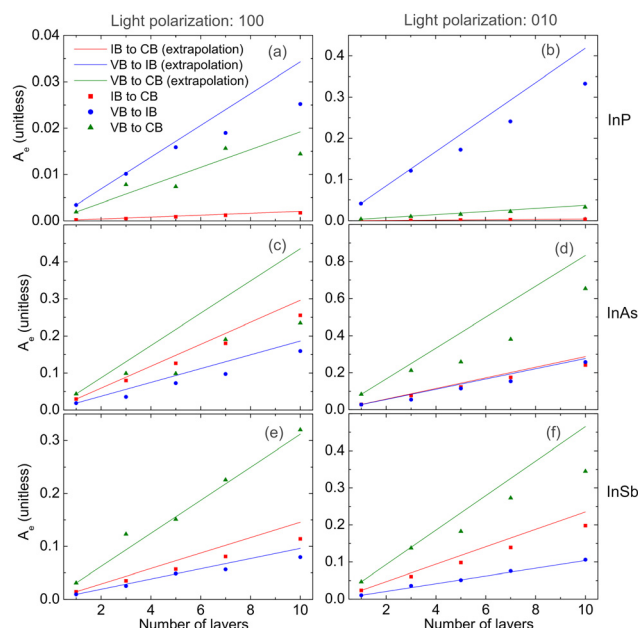 Light polarization: 100
Light polarization: 010
0.04
0.03
0.02
0.01
0.00
A_e (unitless)
(a)
IB to CB (extrapolation)
VB to IB (extrapolation)
VB to CB (extrapolation)
IB to CB
VB to IB
VB to CB
0.4
0.3
0.2
0.1
0.0
(b)
InP
0.4
0.3
0.2
0.1
0.0
A_e (unitless)
(c)
0.8
0.6
0.4
0.2
0.0
(d)
InAs
0.3
0.2
0.1
0.0
A_e (unitless)
(e)
0.5
0.4
0.3
0.2
0.1
0.0
(f)
InSb
2 4 6 8 10
2 4 6 8 10
Number of layers
Number of layers